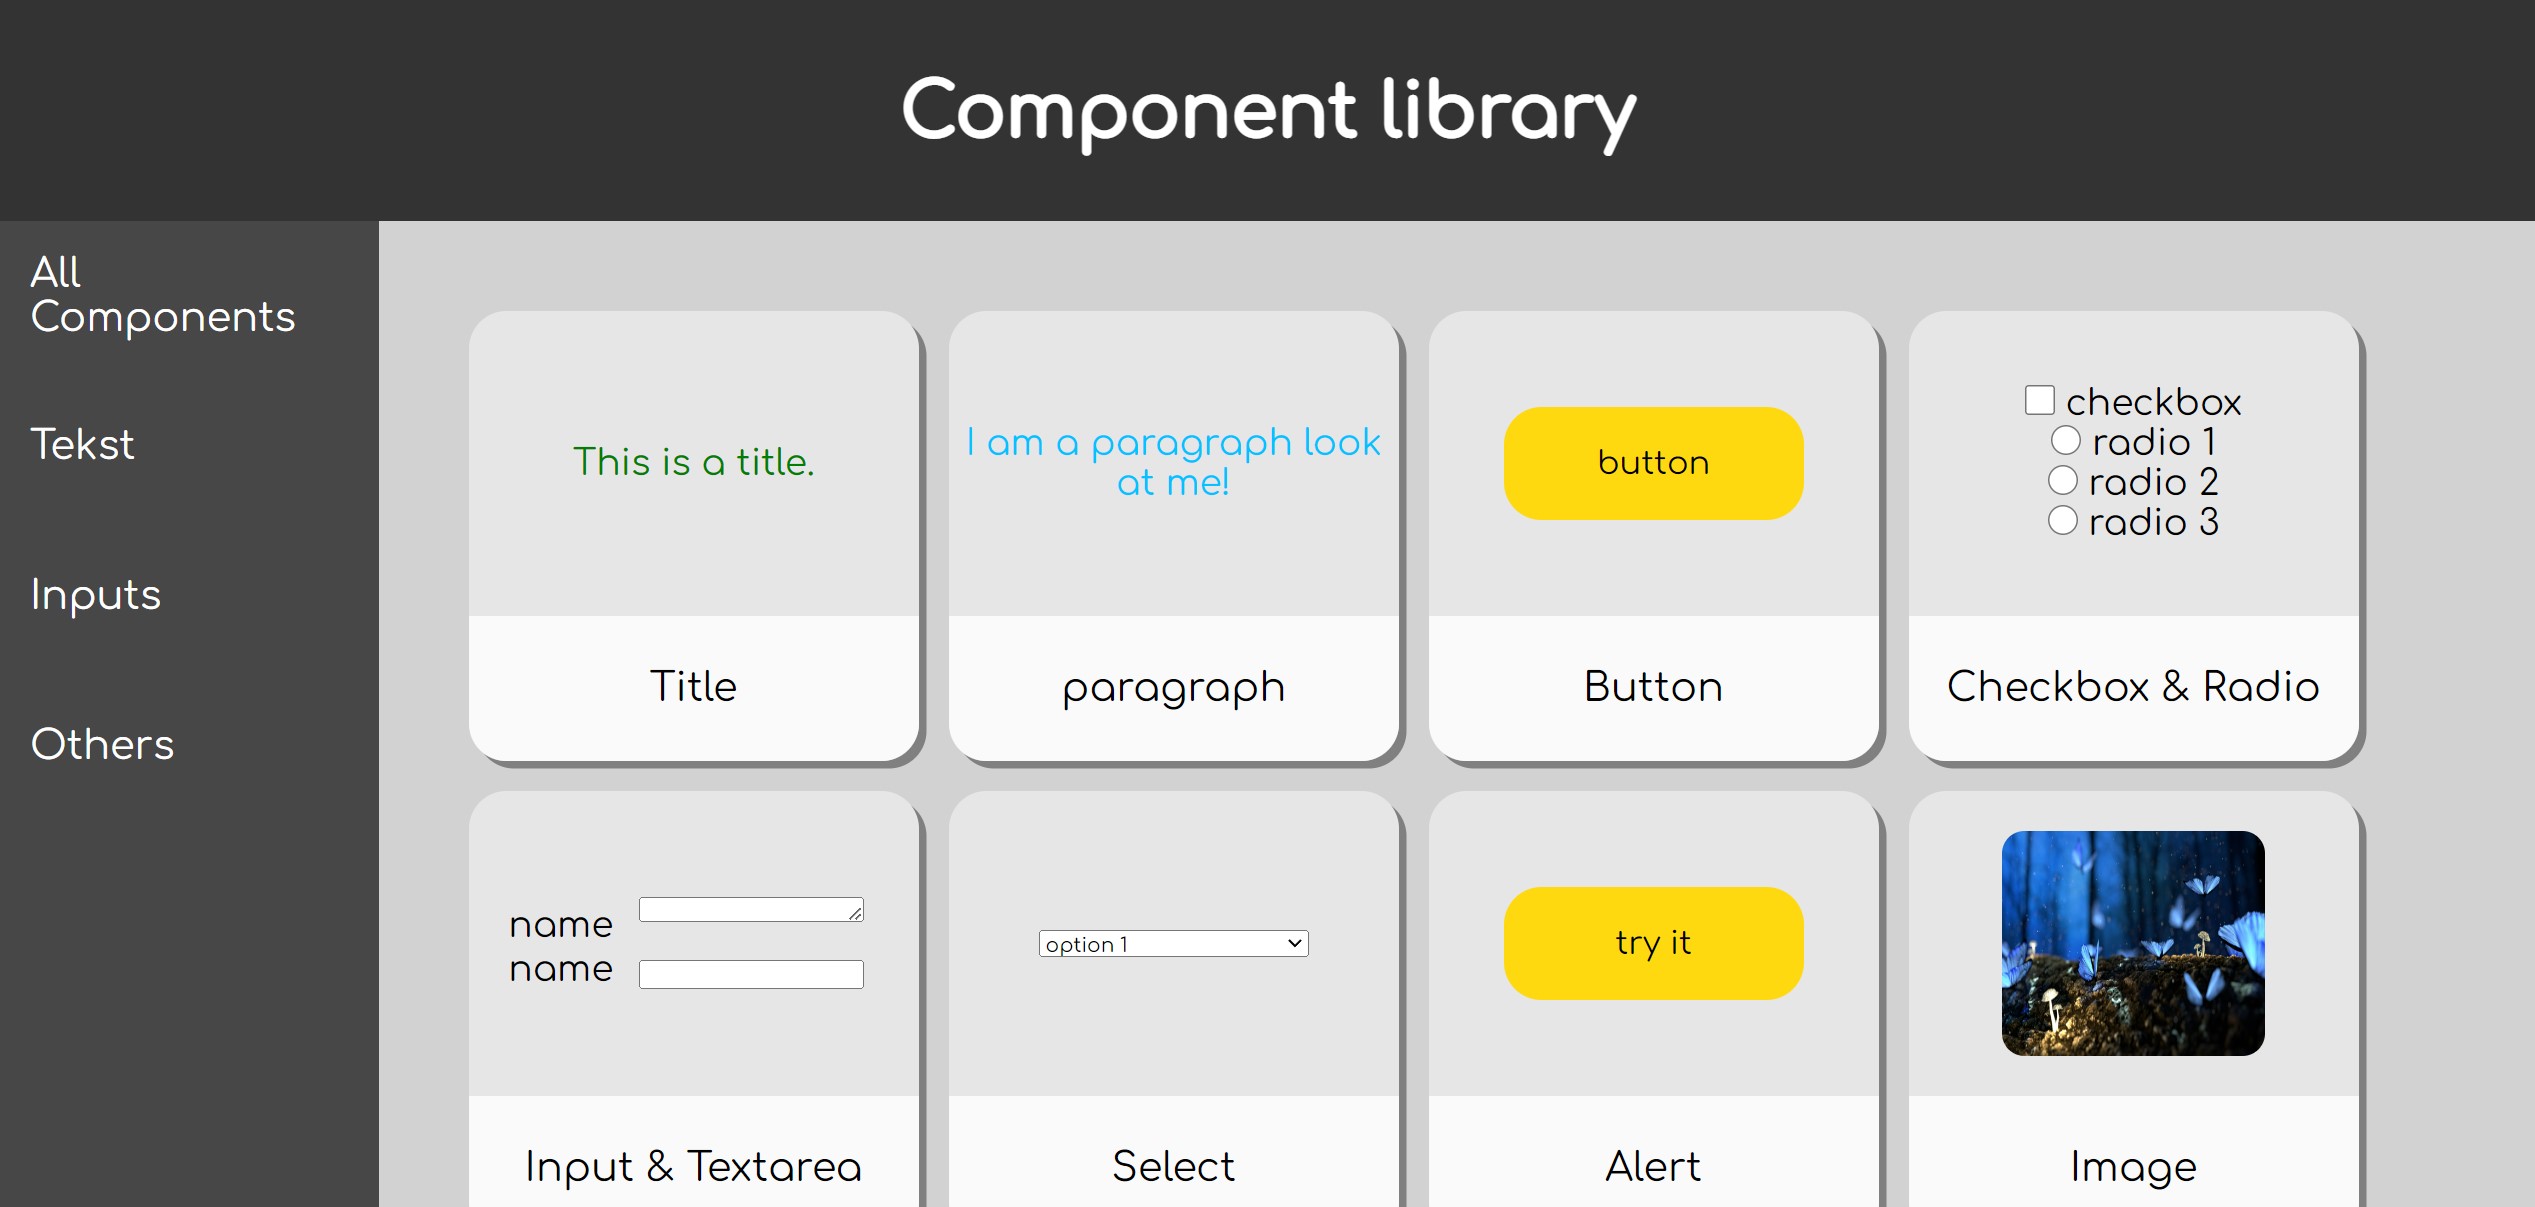 Component library
All
Components
Tekst
Inputs
Others
This is a title.
Title
I am a paragraph look
at me!
paragraph
button
Button
checkbox
radio 1
radio 2
radio 3
Checkbox & Radio
name
name
Input & Textarea
option 1
Select
try it
Alert
Image